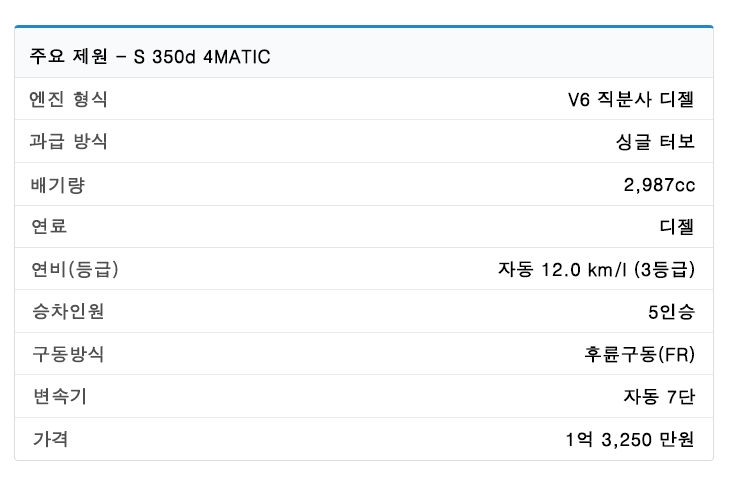 주요 제원 – S 350d 4MATIC
엔진 형식 V6 직분사 디젤
과급 방식 싱글 터보
배기량 2,987cc
연료 디젤
연비(등급) 자동 12.0 km/l (3등급)
승차인원 5인승
구동방식 후륜구동(FR)
변속기 자동 7단
가격 1억 3,250 만원